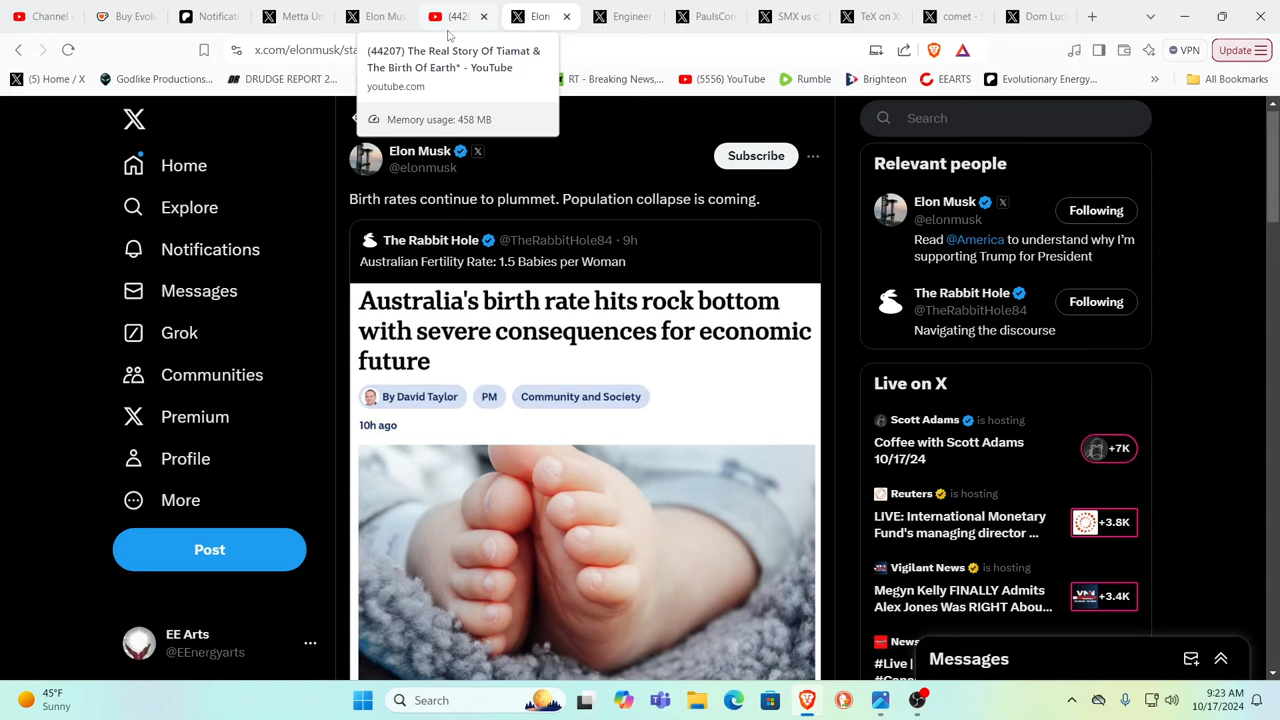 Channel c
Buy Evolu
Notificati
Metta Un
Elon Mus
(442
Elon
Engineer
PaulsCor
SMX us o
TeX on X
comet - S
Dom Luc
x.com/elonmusk/sta
VPN
Update
(5) Home / X
Godlike Productions...
DRUDGE REPORT 2...
RT - Breaking News,...
(5556) YouTube
Rumble
Brighteon
EEARTS
Evolutionary Energy...
All Bookmarks
(44207) The Real Story Of Tiamat &
The Birth Of Earth* - YouTube
youtube.com
Memory usage: 458 MB
Home
Explore
Notifications
Messages
Grok
Communities
Premium
Profile
More
Post
EE Arts
@EEnergyarts
Elon Musk
@elonmusk
Subscribe
Birth rates continue to plummet. Population collapse is coming.
The Rabbit Hole @TheRabbitHole84 · 9h
Australian Fertility Rate: 1.5 Babies per Woman
Australia's birth rate hits rock bottom
with severe consequences for economic
future
By David Taylor
PM
Community and Society
10h ago
Search
Relevant people
Elon Musk
@elonmusk
Following
Read @America to understand why I'm
supporting Trump for President
The Rabbit Hole
@TheRabbitHole84
Following
Navigating the discourse
Live on X
Scott Adams is hosting
Coffee with Scott Adams
10/17/24
+7K
Reuters is hosting
LIVE: International Monetary
Fund's managing director ...
+3.8K
Vigilant News is hosting
Megyn Kelly FINALLY Admits
Alex Jones Was RIGHT Abou...
+3.4K
News
#Live |
Messages
45°F
Sunny
Search
9:23 AM
10/17/2024